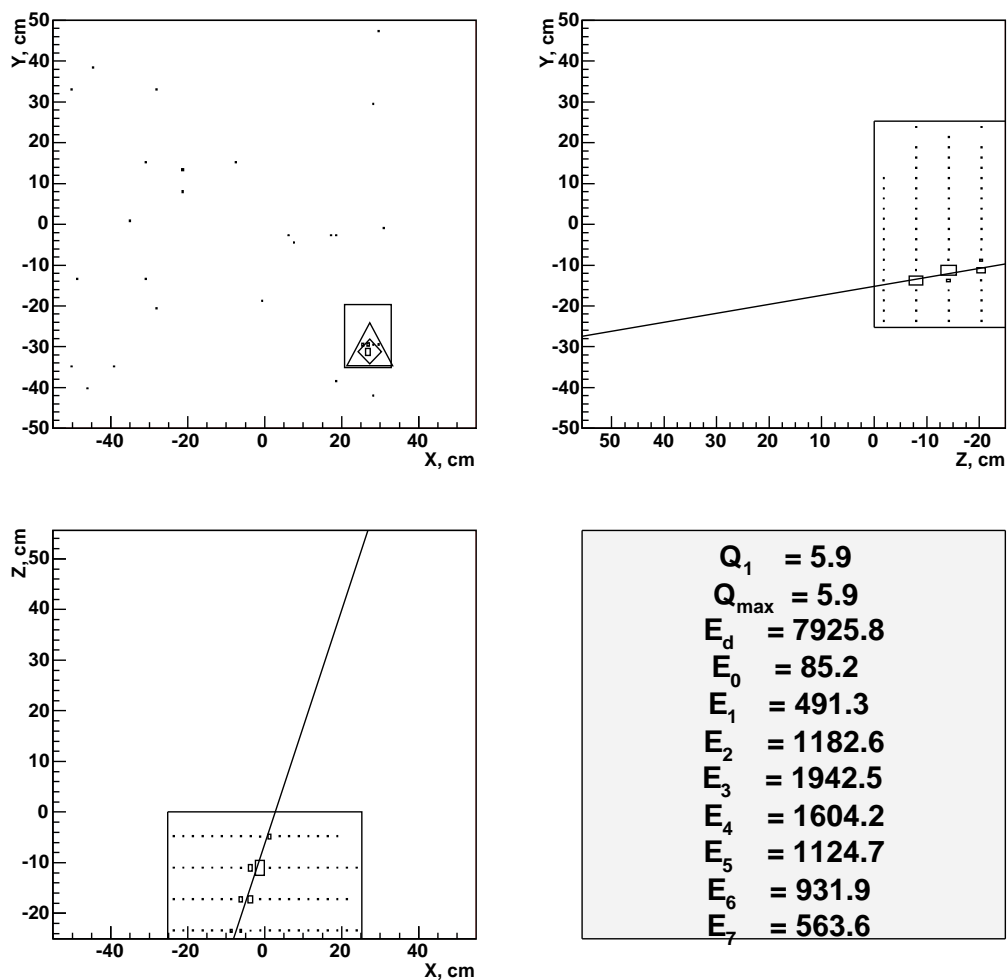 Y, cm
50
40
30
20
10
0
-10
-20
-30
-40
-50
-40 -20 0 20 40
X, cm
Y, cm
50
40
30
20
10
0
-10
-20
-30
-40
-50
50 40 30 20 10 0 -10 -20
Z, cm
Z, cm
50
40
30
20
10
0
-10
-20
-40 -20 0 20 40
X, cm
Q1 = 5.9
Qmax = 5.9
Ed = 7925.8
E0 = 85.2
E1 = 491.3
E2 = 1182.6
E3 = 1942.5
E4 = 1604.2
E5 = 1124.7
E6 = 931.9
E7 = 563.6